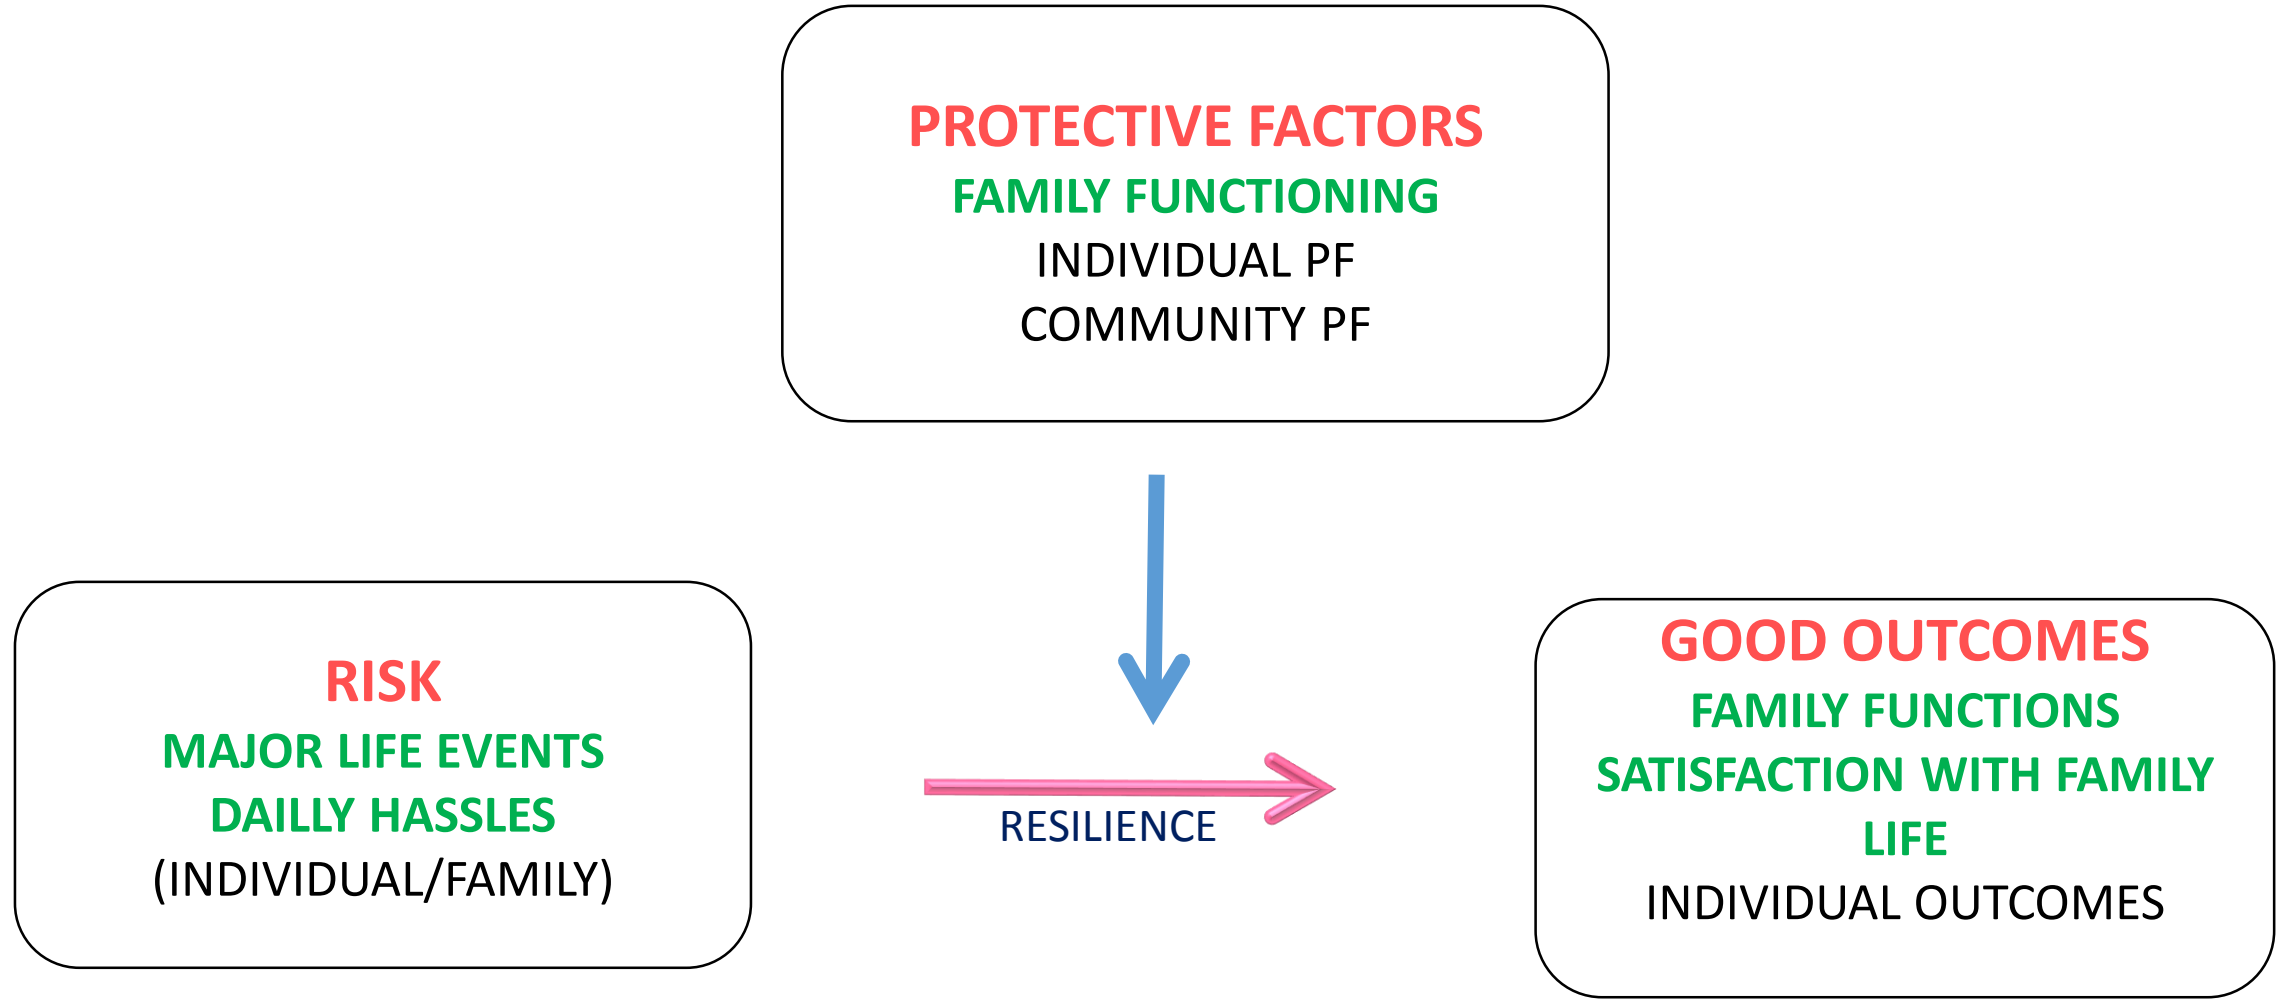 PROTECTIVE FACTORS
FAMILY FUNCTIONING
INDIVIDUAL PF
COMMUNITY PF
RISK
MAJOR LIFE EVENTS
DAILLY HASSLES
(INDIVIDUAL/FAMILY)
RESILIENCE
GOOD OUTCOMES
FAMILY FUNCTIONS
SATISFACTION WITH FAMILY
LIFE
INDIVIDUAL OUTCOMES